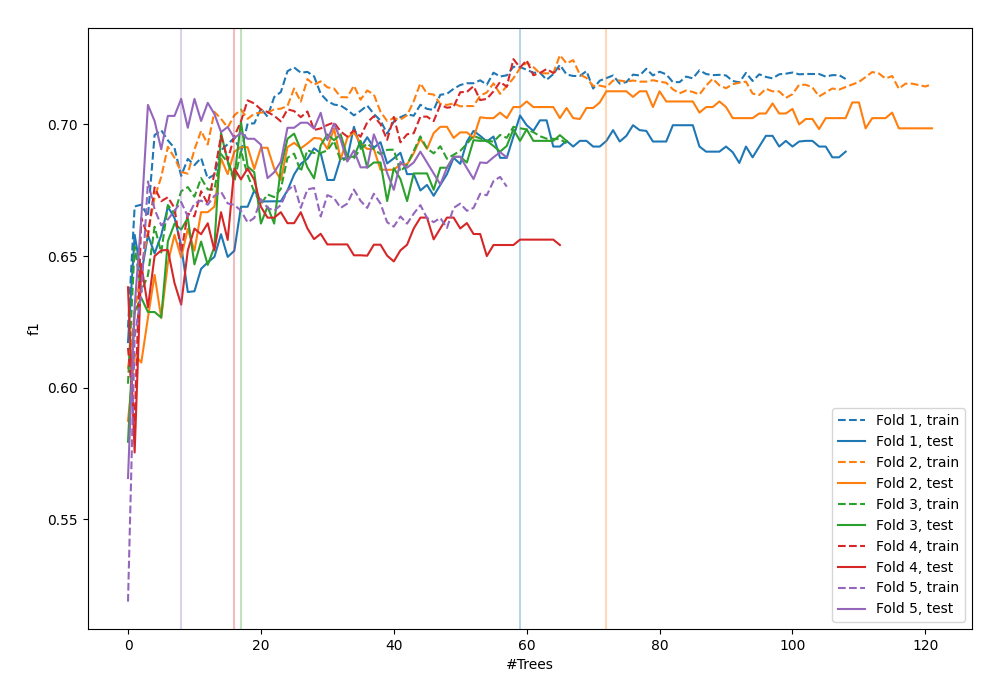 0.70
0.65
0.60
0.55
f1
0
20
40
60
80
100
120
#Trees
Fold 1, train
Fold 1, test
Fold 2, train
Fold 2, test
Fold 3, train
Fold 3, test
Fold 4, train
Fold 4, test
Fold 5, train
Fold 5, test